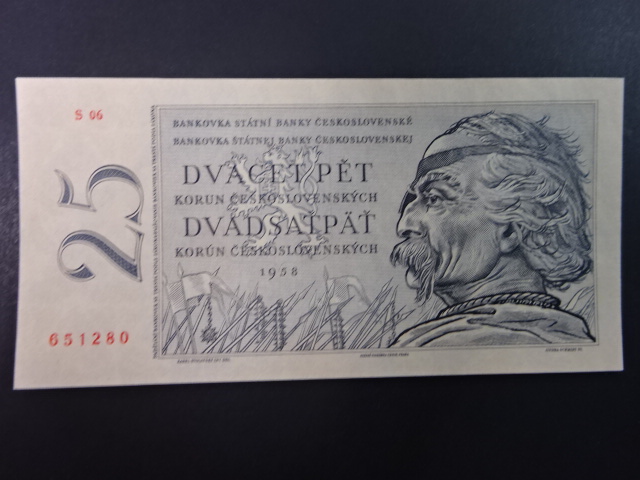 S 06
25
651280
BANKOVKA STÁTNÍ BANKY ČESKOSLOVENSKÉ
BANKOVKA ŠTÁTNEJ BANKY ČESKOSLOVENSKEJ
DVACET PĚT
KORUN ČESKOSLOVENSKÝCH
DVADSAŤPÄŤ
KORÚN ČESKOSLOVENSKÝCH
1958